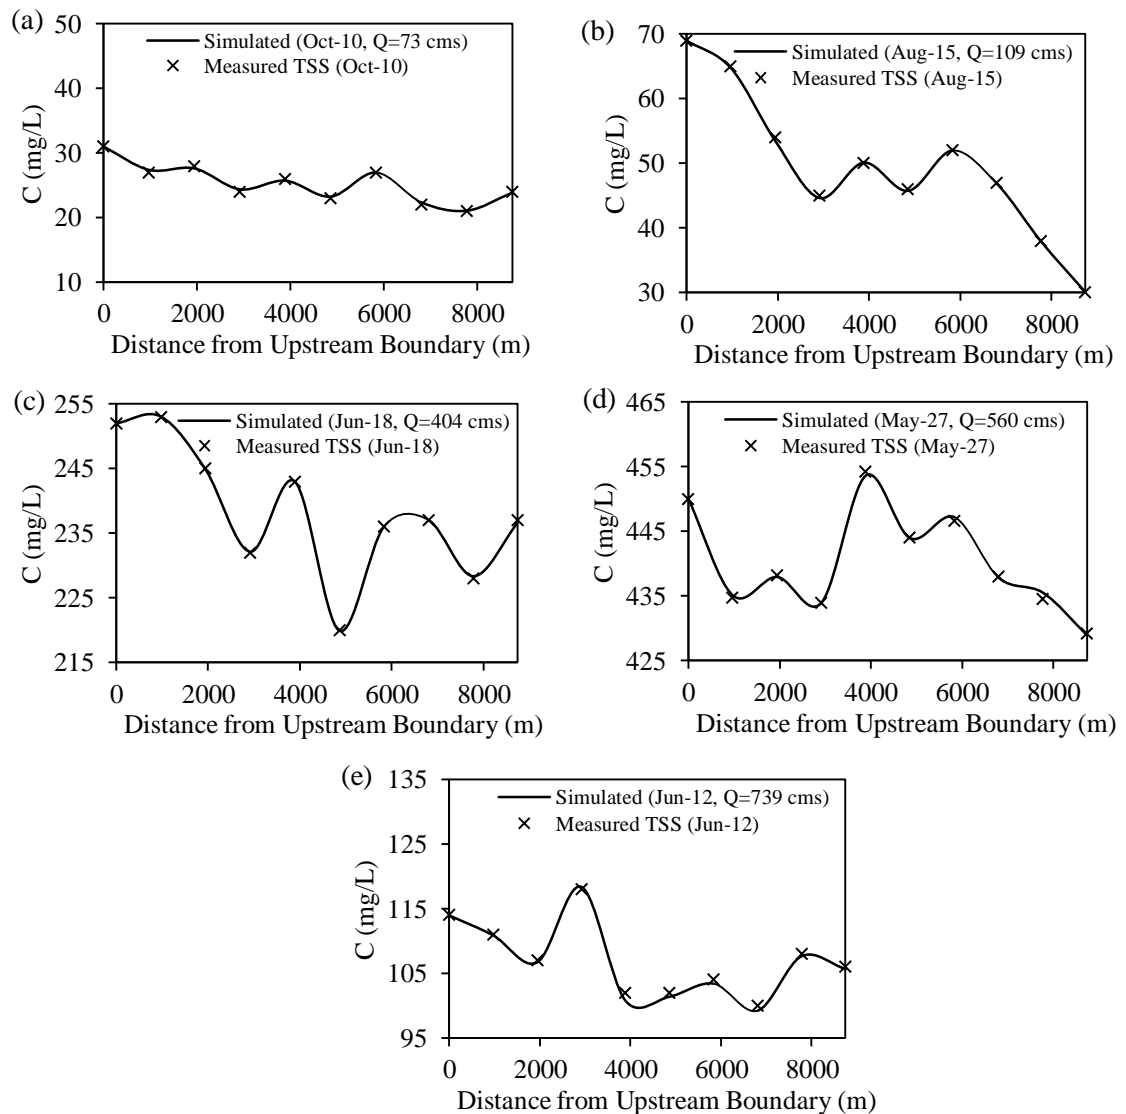 (a)
50
40
30
20
10
C (mg/L)
Simulated (Oct-10, Q=73 cms)
Measured TSS (Oct-10)
0 2000 4000 6000 8000
Distance from Upstream Boundary (m)
(b)
70
60
50
40
30
C (mg/L)
Simulated (Aug-15, Q=109 cms)
Measured TSS (Aug-15)
0 2000 4000 6000 8000
Distance from Upstream Boundary (m)
(c)
255
245
235
225
215
C (mg/L)
Simulated (Jun-18, Q=404 cms)
Measured TSS (Jun-18)
0 2000 4000 6000 8000
Distance from Upstream Boundary (m)
(d)
465
455
445
435
425
C (mg/L)
Simulated (May-27, Q=560 cms)
Measured TSS (May-27)
0 2000 4000 6000 8000
Distance from Upstream Boundary (m)
(e)
135
125
115
105
95
C (mg/L)
Simulated (Jun-12, Q=739 cms)
Measured TSS (Jun-12)
0 2000 4000 6000 8000
Distance from Upstream Boundary (m)